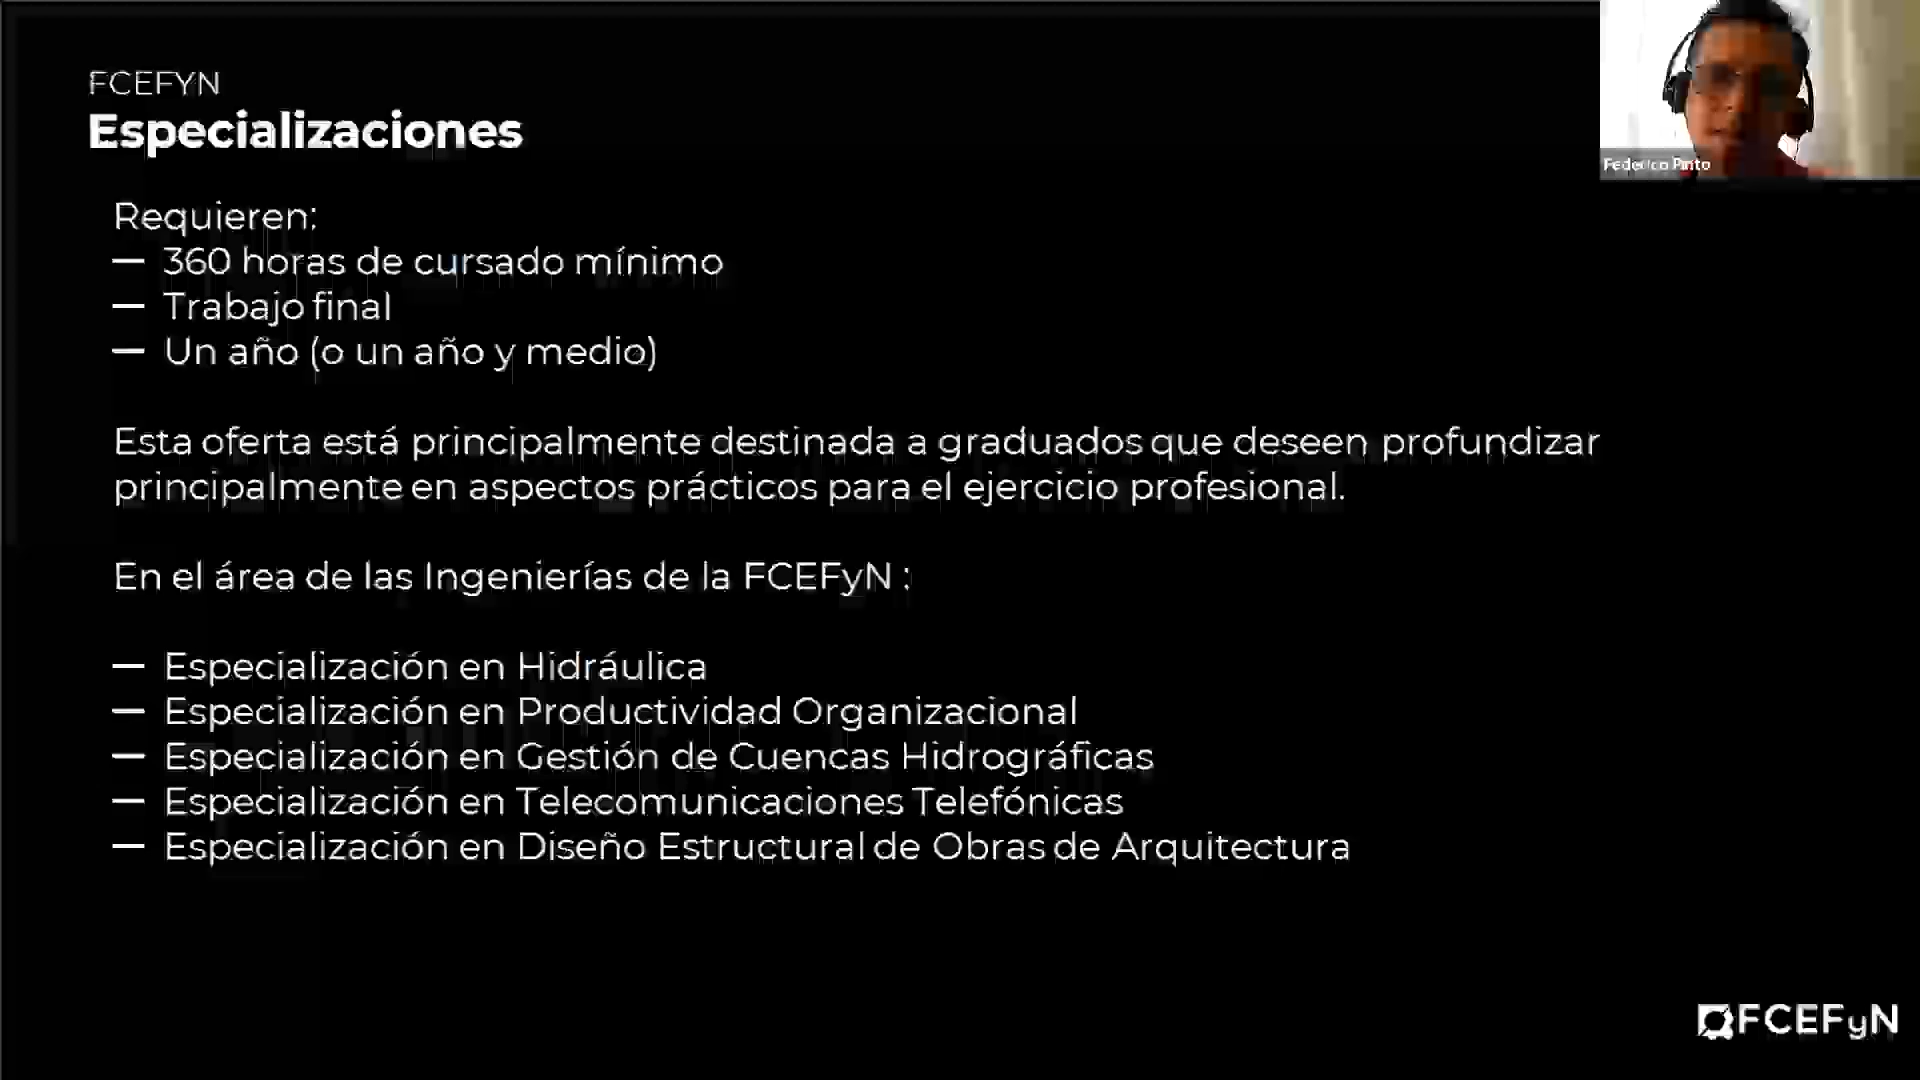 FCEFYN
Especializaciones
Federico Pinto
Requieren:
— 360 horas de cursado mínimo
— Trabajo final
— Un año (o un año y medio)
Esta oferta está principalmente destinada a graduados que deseen profundizar
principalmente en aspectos prácticos para el ejercicio profesional.
En el área de las Ingenierías de la FCEFyN :
— Especialización en Hidráulica
— Especialización en Productividad Organizacional
— Especialización en Gestión de Cuencas Hidrográficas
— Especialización en Telecomunicaciones Telefónicas
— Especialización en Diseño Estructural de Obras de Arquitectura
FCEFyN